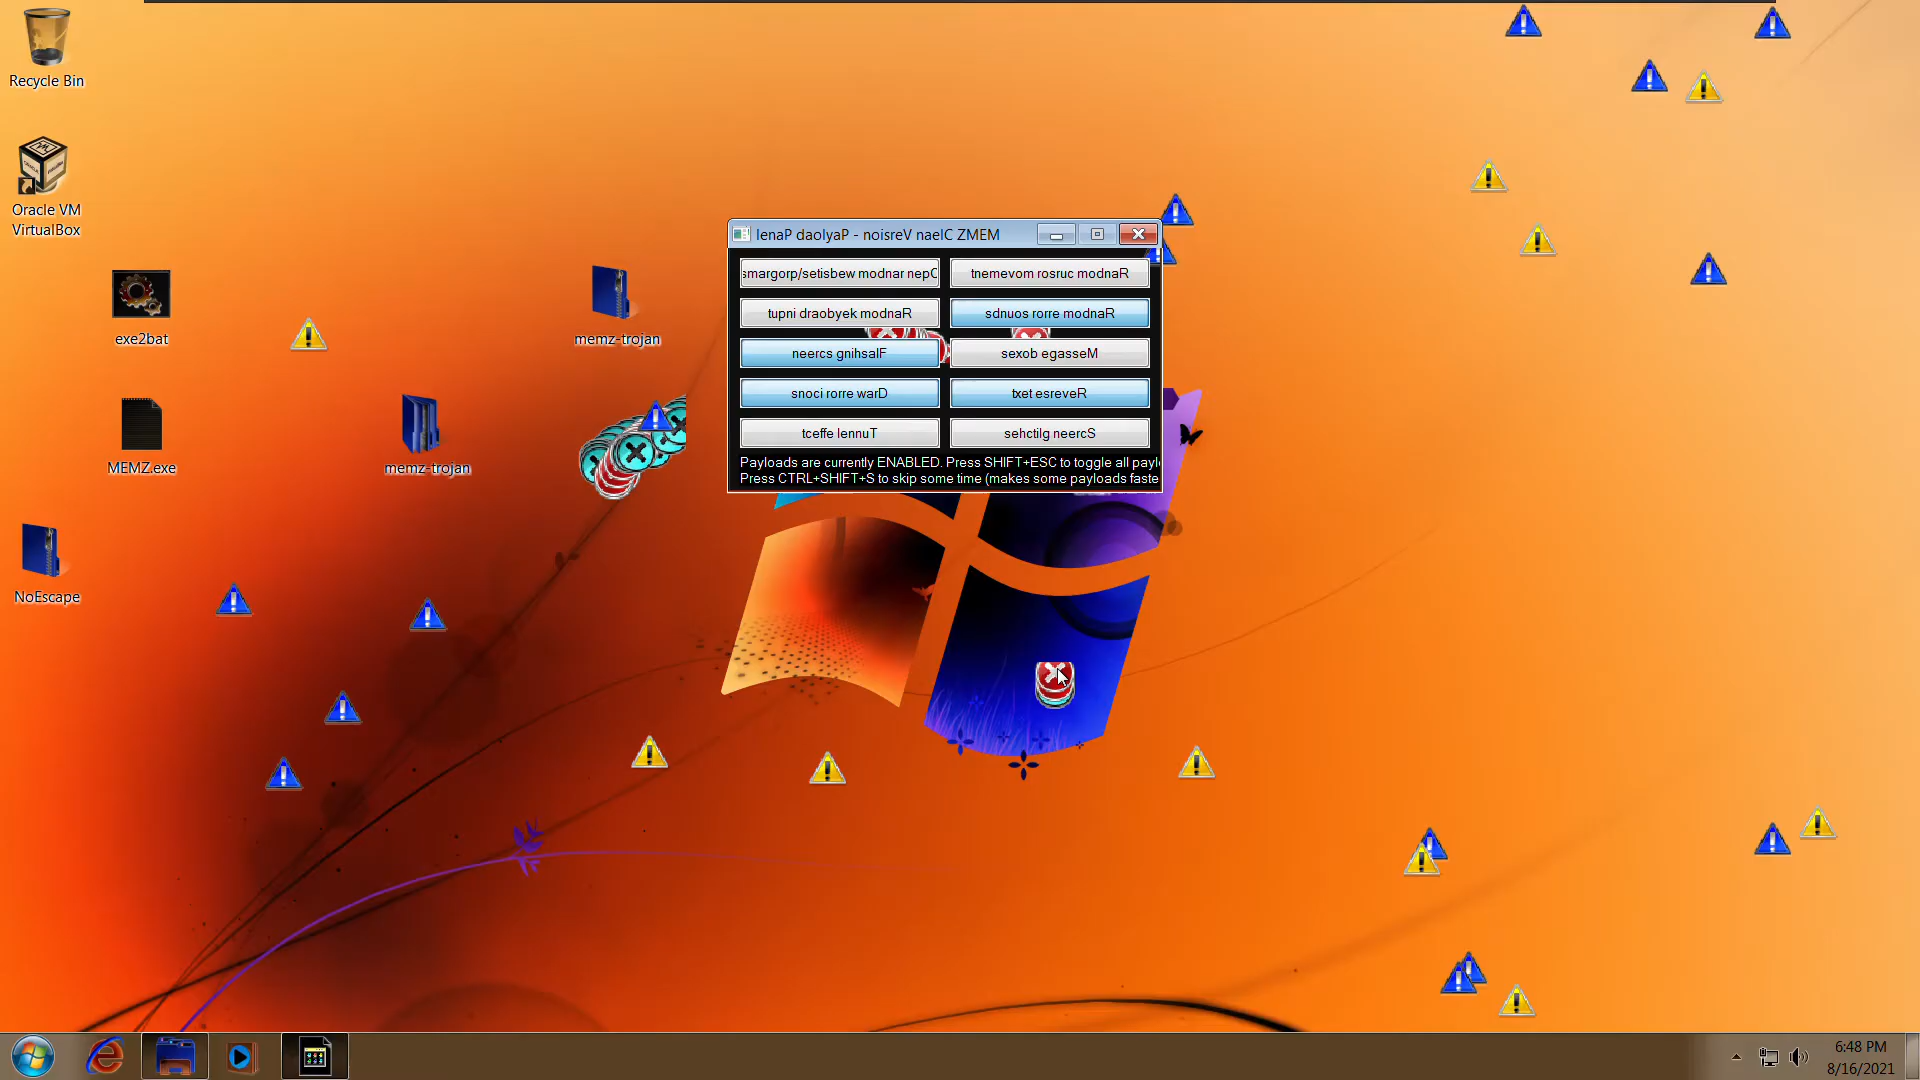 Recycle Bin
Oracle VM
VirtualBox
exe2bat
memz-trojan
MEMZ.exe
memz-trojan
NoEscape
lenaP daolyaP - noisreV naelC ZMEM
smargorp/setisbew modnar nepO
tnemevom rosruc modnaR
tupni draobyek modnaR
sdnuos rorre modnaR
neercs gnihsalF
sexob egasseM
snoci rorre warD
txet esreveR
tceffe lennuT
sehctilg neercS
Payloads are currently ENABLED. Press SHIFT+ESC to toggle all payl
Press CTRL+SHIFT+S to skip some time (makes some payloads faste
6:48 PM
8/16/2021